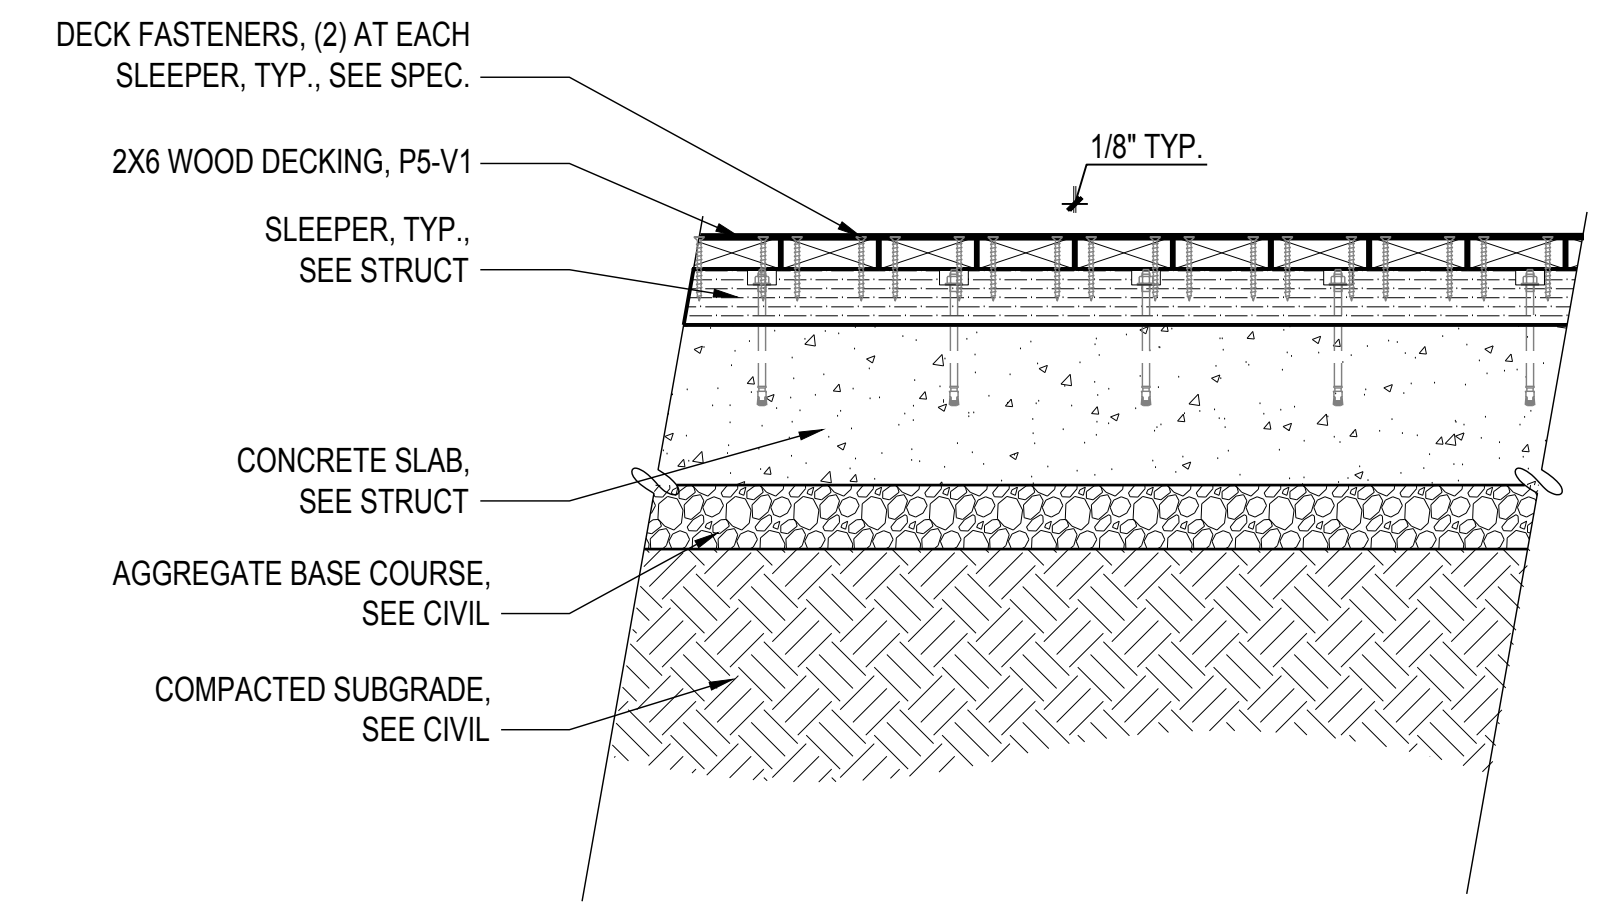 DECK FASTENERS, (2) AT EACH
SLEEPER, TYP., SEE SPEC.
1/8" TYP.
2X6 WOOD DECKING, P5-V1
SLEEPER, TYP.,
SEE STRUCT
CONCRETE SLAB,
SEE STRUCT
AGGREGATE BASE COURSE,
SEE CIVIL
COMPACTED SUBGRADE,
SEE CIVIL